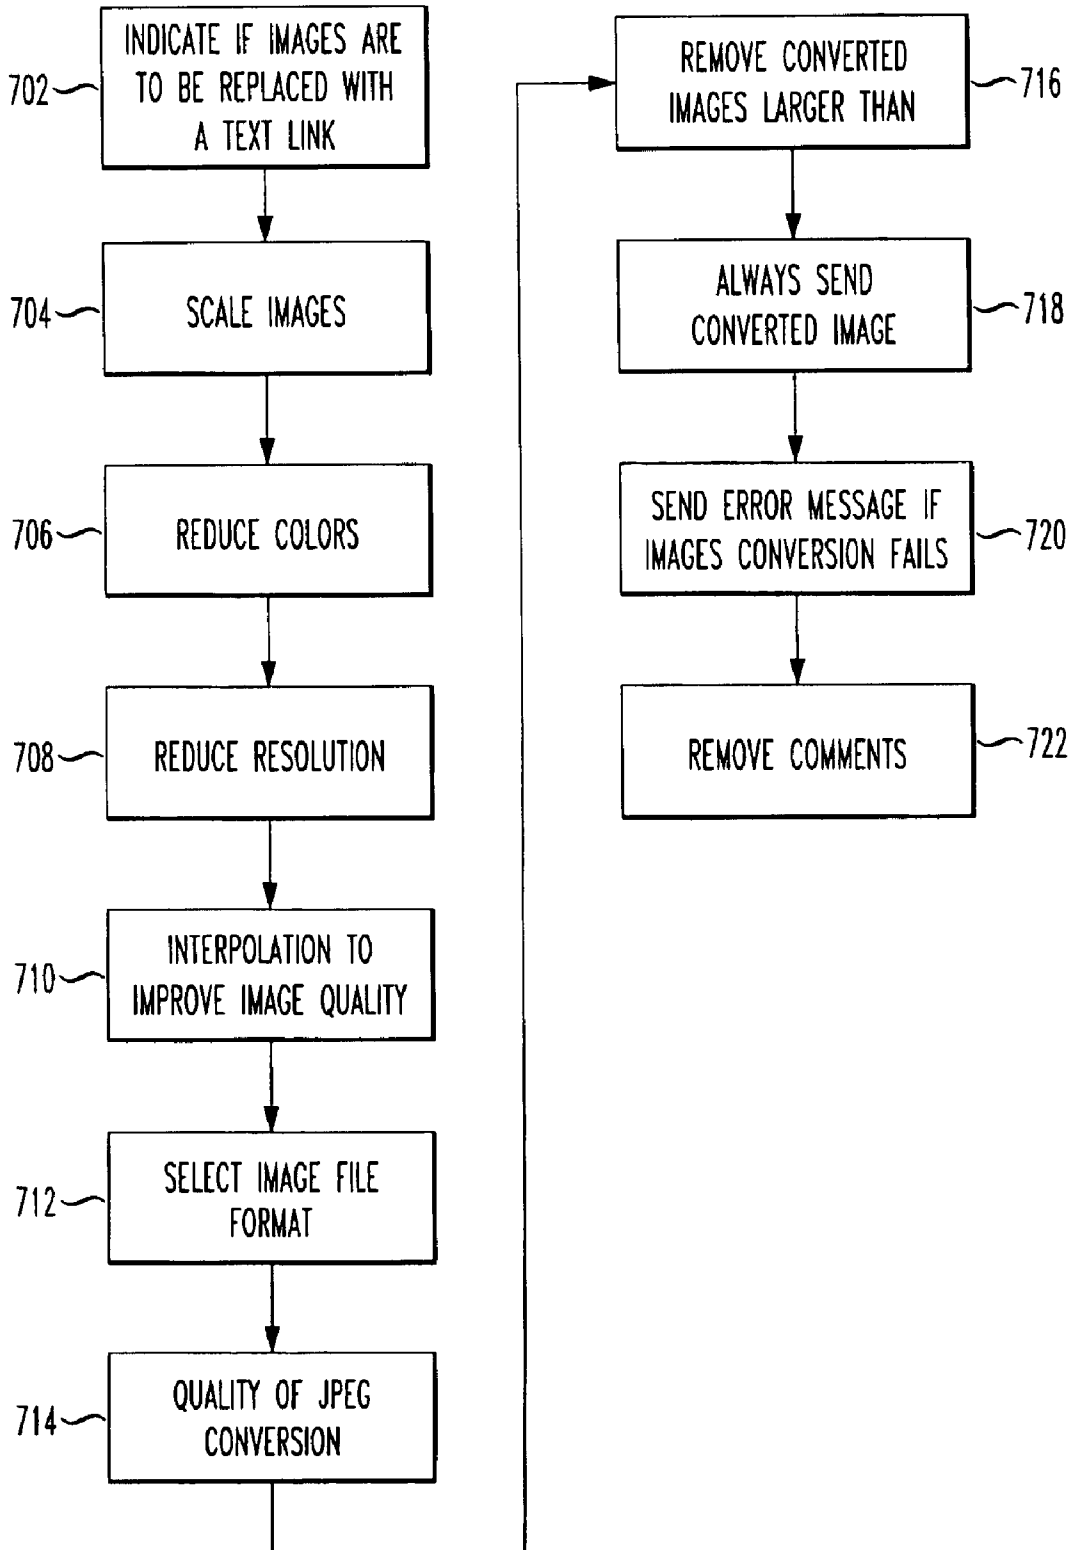 702
INDICATE IF IMAGES ARE
TO BE REPLACED WITH
A TEXT LINK
704
SCALE IMAGES
706
REDUCE COLORS
708
REDUCE RESOLUTION
710
INTERPOLATION TO
IMPROVE IMAGE QUALITY
712
SELECT IMAGE FILE
FORMAT
714
QUALITY OF JPEG
CONVERSION
REMOVE CONVERTED
IMAGES LARGER THAN
716
ALWAYS SEND
CONVERTED IMAGE
718
SEND ERROR MESSAGE IF
IMAGES CONVERSION FAILS
720
REMOVE COMMENTS
722